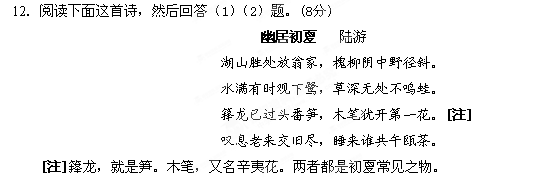 12. 阅读下面这首诗，然后回答（1）（2）题。(8分)
幽居初夏 陆游
湖山胜处放翁家，槐柳阴中野径斜。
水满有时观下鹭，草深无处不鸣蛙。
箨龙已过头番笋，木笔犹开第一花。[注]
叹息老来交旧尽，睡来谁共午瓯茶。
[注]箨龙，就是笋。木笔，又名辛夷花。两者都是初夏常见之物。